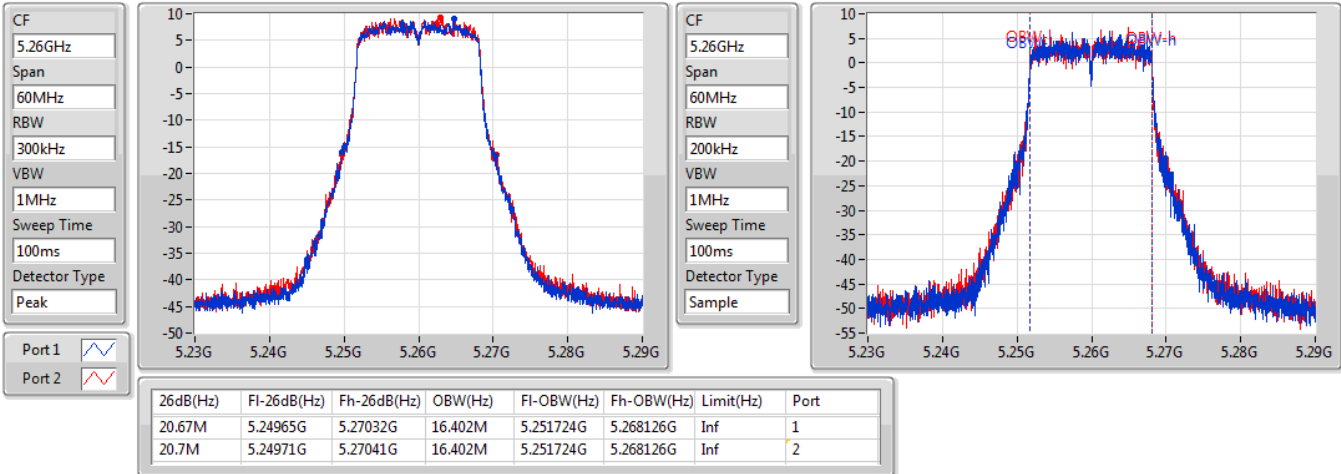 CF
5.26GHz
Span
60MHz
RBW
300kHz
VBW
1MHz
Sweep Time
100ms
Detector Type
Peak
10
5
0
-5
-10
-15
-20
-25
-30
-35
-40
-45
-50
5.23G 5.24G 5.25G 5.26G 5.27G 5.28G 5.29G
CF
5.26GHz
Span
60MHz
RBW
200kHz
VBW
1MHz
Sweep Time
100ms
Detector Type
Sample
10
5
0
-5
-10
-15
-20
-25
-30
-35
-40
-45
-50
-55
OBW-h
5.23G 5.24G 5.25G 5.26G 5.27G 5.28G 5.29G
Port 1
Port 2
26dB(Hz) Fl-26dB(Hz) Fh-26dB(Hz) OBW(Hz) Fl-OBW(Hz) Fh-OBW(Hz) Limit(Hz) Port
20.67M 5.24965G 5.27032G 16.402M 5.251724G 5.268126G Inf 1
20.7M 5.24971G 5.27041G 16.402M 5.251724G 5.268126G Inf 2